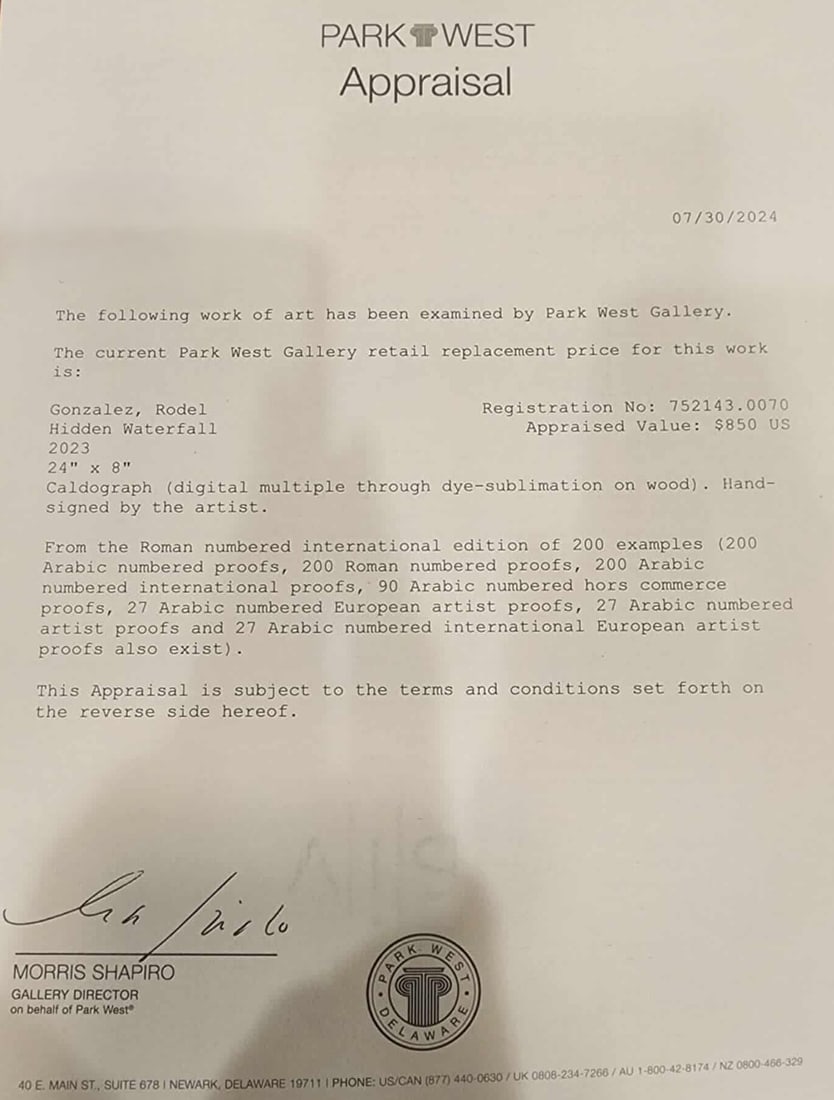 PARK WEST
Appraisal
07/30/2024
The following work of art has been examined by Park West Gallery.
The current Park West Gallery retail replacement price for this work
is:
Gonzalez, Rodel
Hidden Waterfall
2023
24" x 8"
Registration No: 752143.0070
Appraised Value: $850 US
Caldograph (digital multiple through dye-sublimation on wood). Hand-
signed by the artist.
From the Roman numbered international edition of 200 examples (200
Arabic numbered proofs, 200 Roman numbered proofs, 200 Arabic
numbered international proofs, 90 Arabic numbered hors commerce
proofs, 27 Arabic numbered European artist proofs, 27 Arabic numbered
artist proofs and 27 Arabic numbered international European artist
proofs also exist).
This Appraisal is subject to the terms and conditions set forth on
the reverse side hereof.
MORRIS SHAPIRO
GALLERY DIRECTOR
on behalf of Park West®
PARK WEST
DELAWARE
40 E. MAIN ST., SUITE 678 | NEWARK, DELAWARE 19711 | PHONE: US/CAN (877) 440-0630 / UK 0808-234-7266 / AU 1-800-42-8174 / NZ 0800-466-329